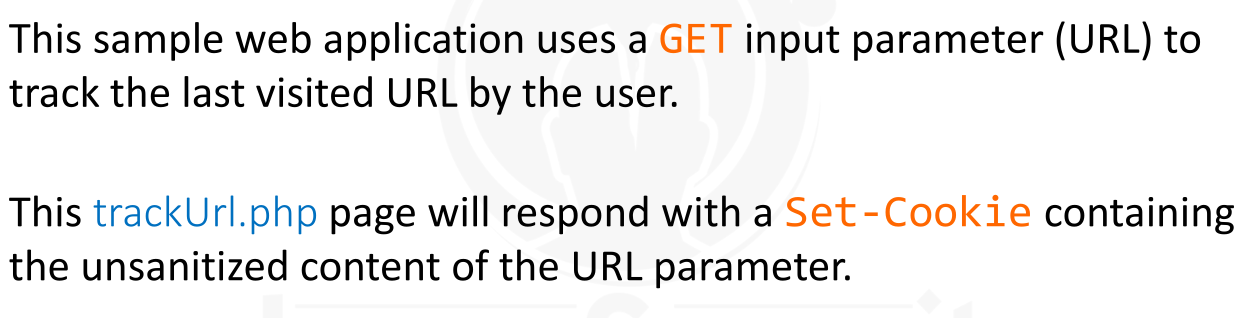 This sample web application uses a GET input parameter (URL) to
track the last visited URL by the user.
This trackUrl.php page will respond with a Set-Cookie containing
the unsanitized content of the URL parameter.